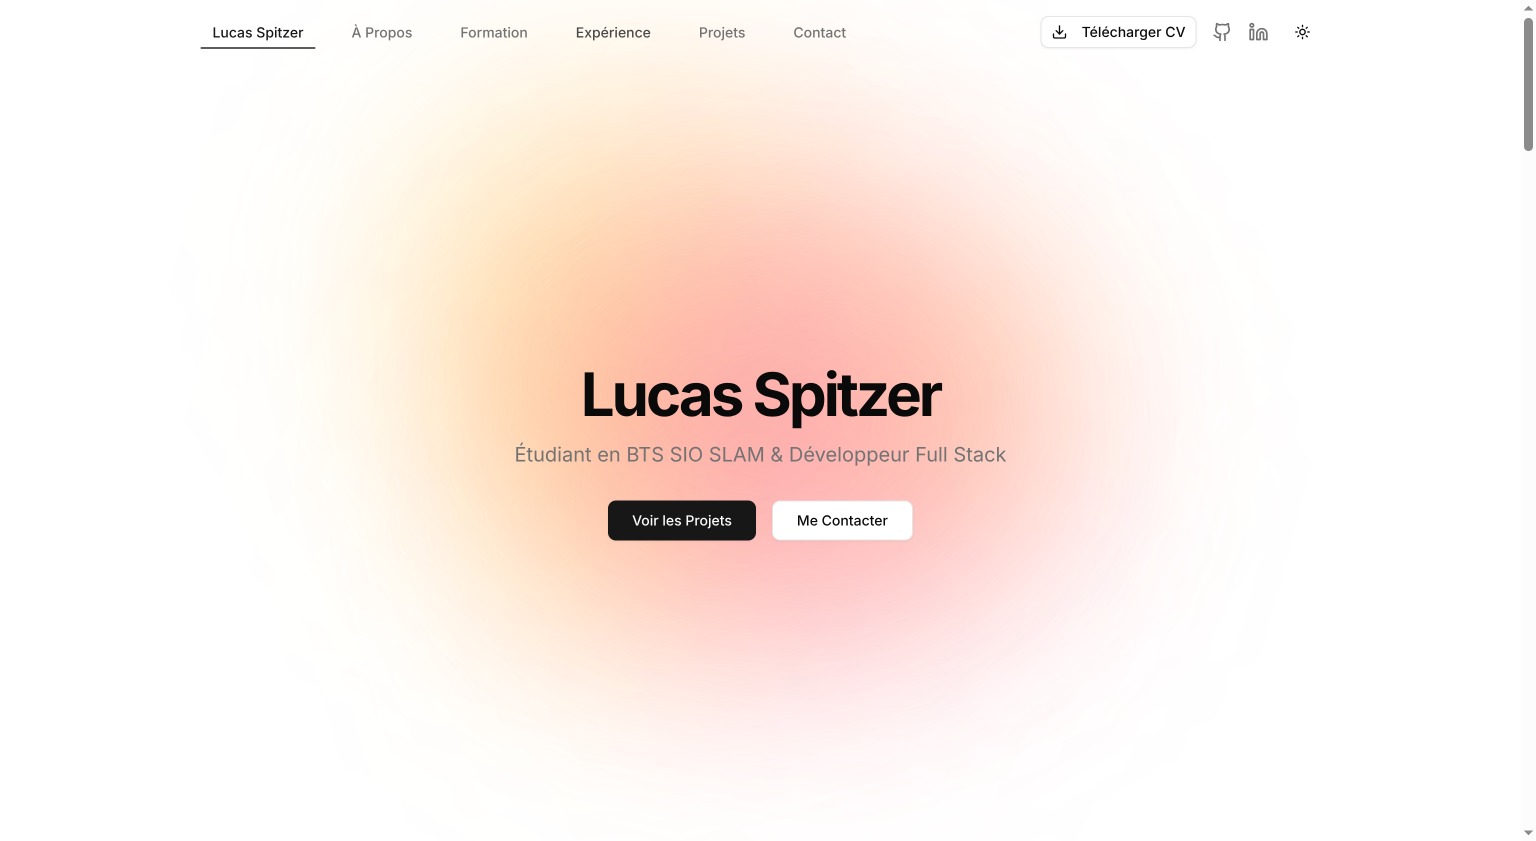 Lucas Spitzer
À Propos
Formation
Expérience
Projets
Contact
Télécharger CV
Lucas Spitzer
Étudiant en BTS SIO SLAM & Développeur Full Stack
Voir les Projets
Me Contacter